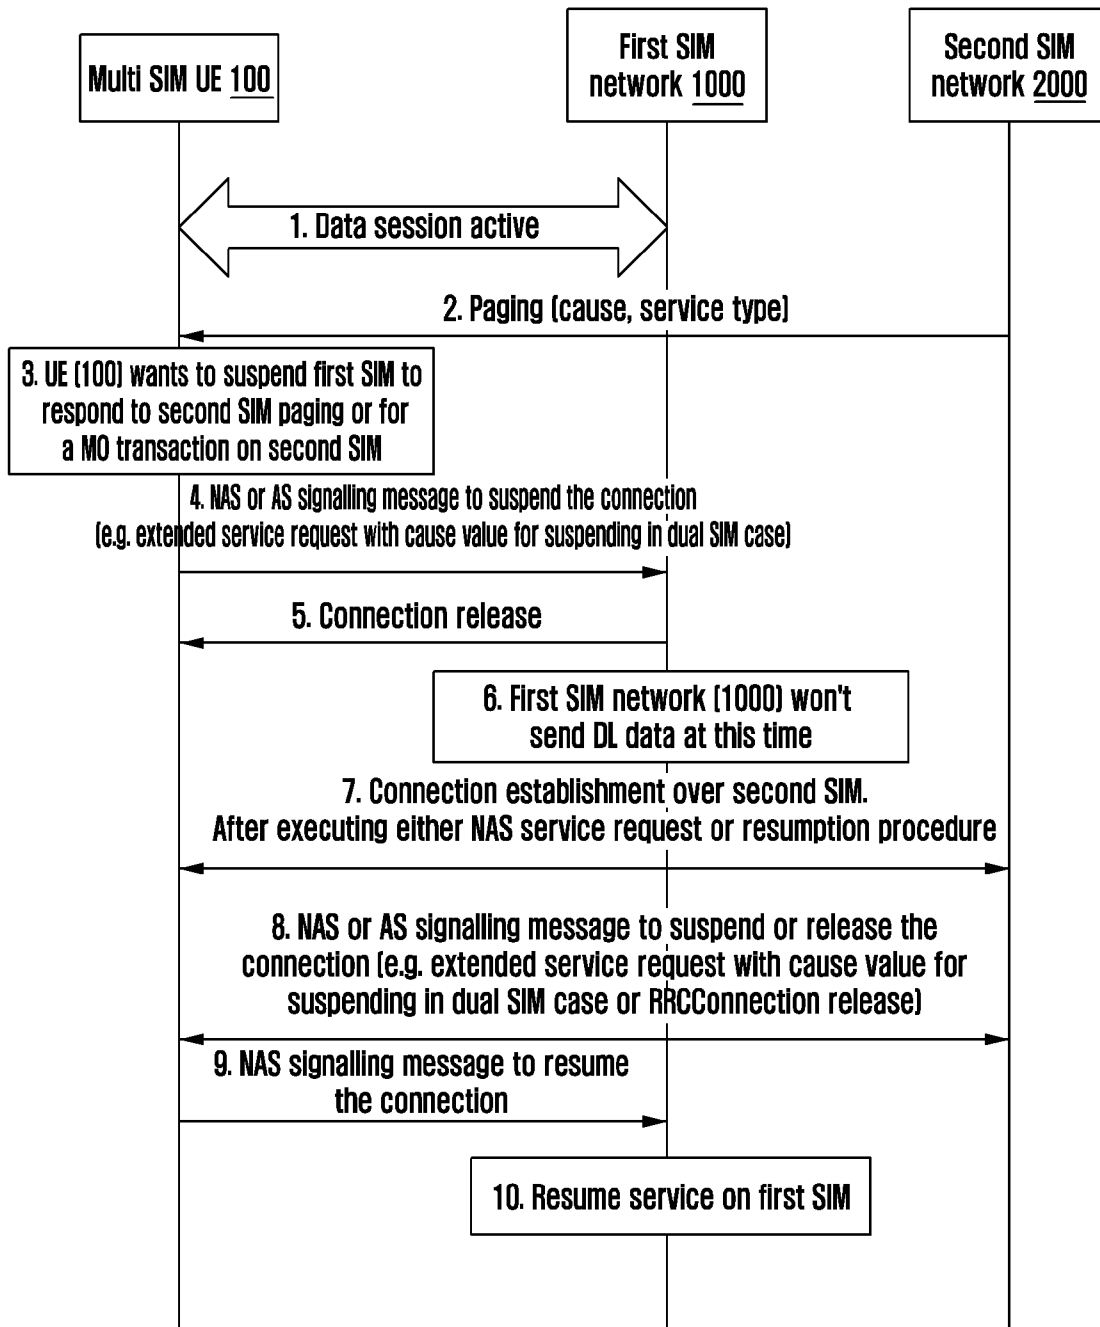 Multi SIM UE 100
First SIM
network 1000
Second SIM
network 2000
1. Data session active
2. Paging (cause, service type)
3. UE (100) wants to suspend first SIM to
respond to second SIM paging or for
a MO transaction on second SIM
4. NAS or AS signalling message to suspend the connection
(e.g. extended service request with cause value for suspending in dual SIM case)
5. Connection release
6. First SIM network (1000) won't
send DL data at this time
7. Connection establishment over second SIM.
After executing either NAS service request or resumption procedure
8. NAS or AS signalling message to suspend or release the
connection (e.g. extended service request with cause value for
suspending in dual SIM case or RRCConnection release)
9. NAS signalling message to resume
the connection
10. Resume service on first SIM